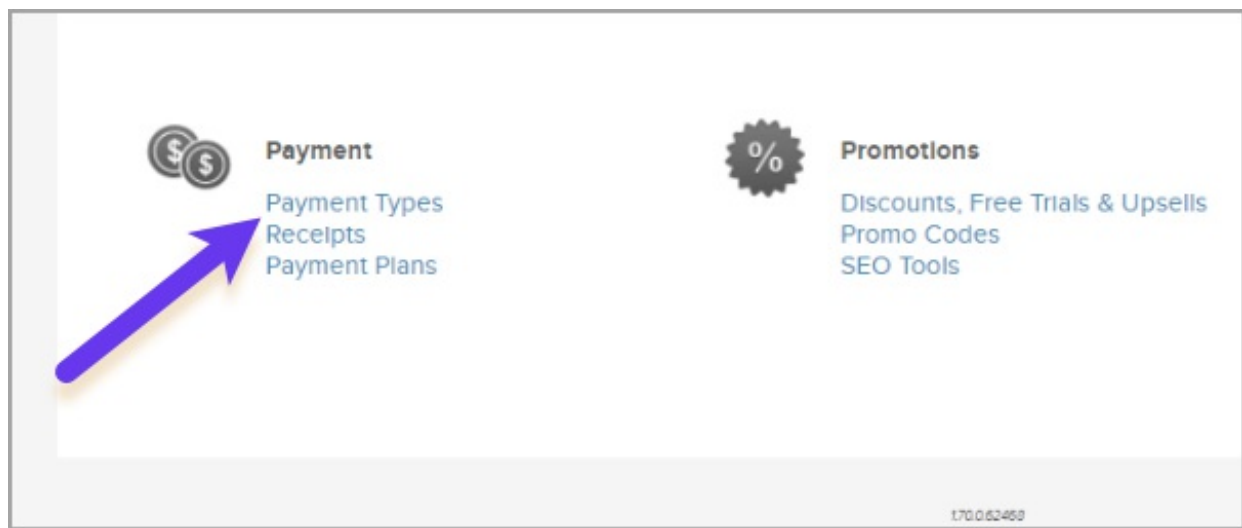 $ $
Payment
Payment Types
Receipts
Payment Plans
%
Promotions
Discounts, Free Trials & Upsells
Promo Codes
SEO Tools
1.70.0.62468